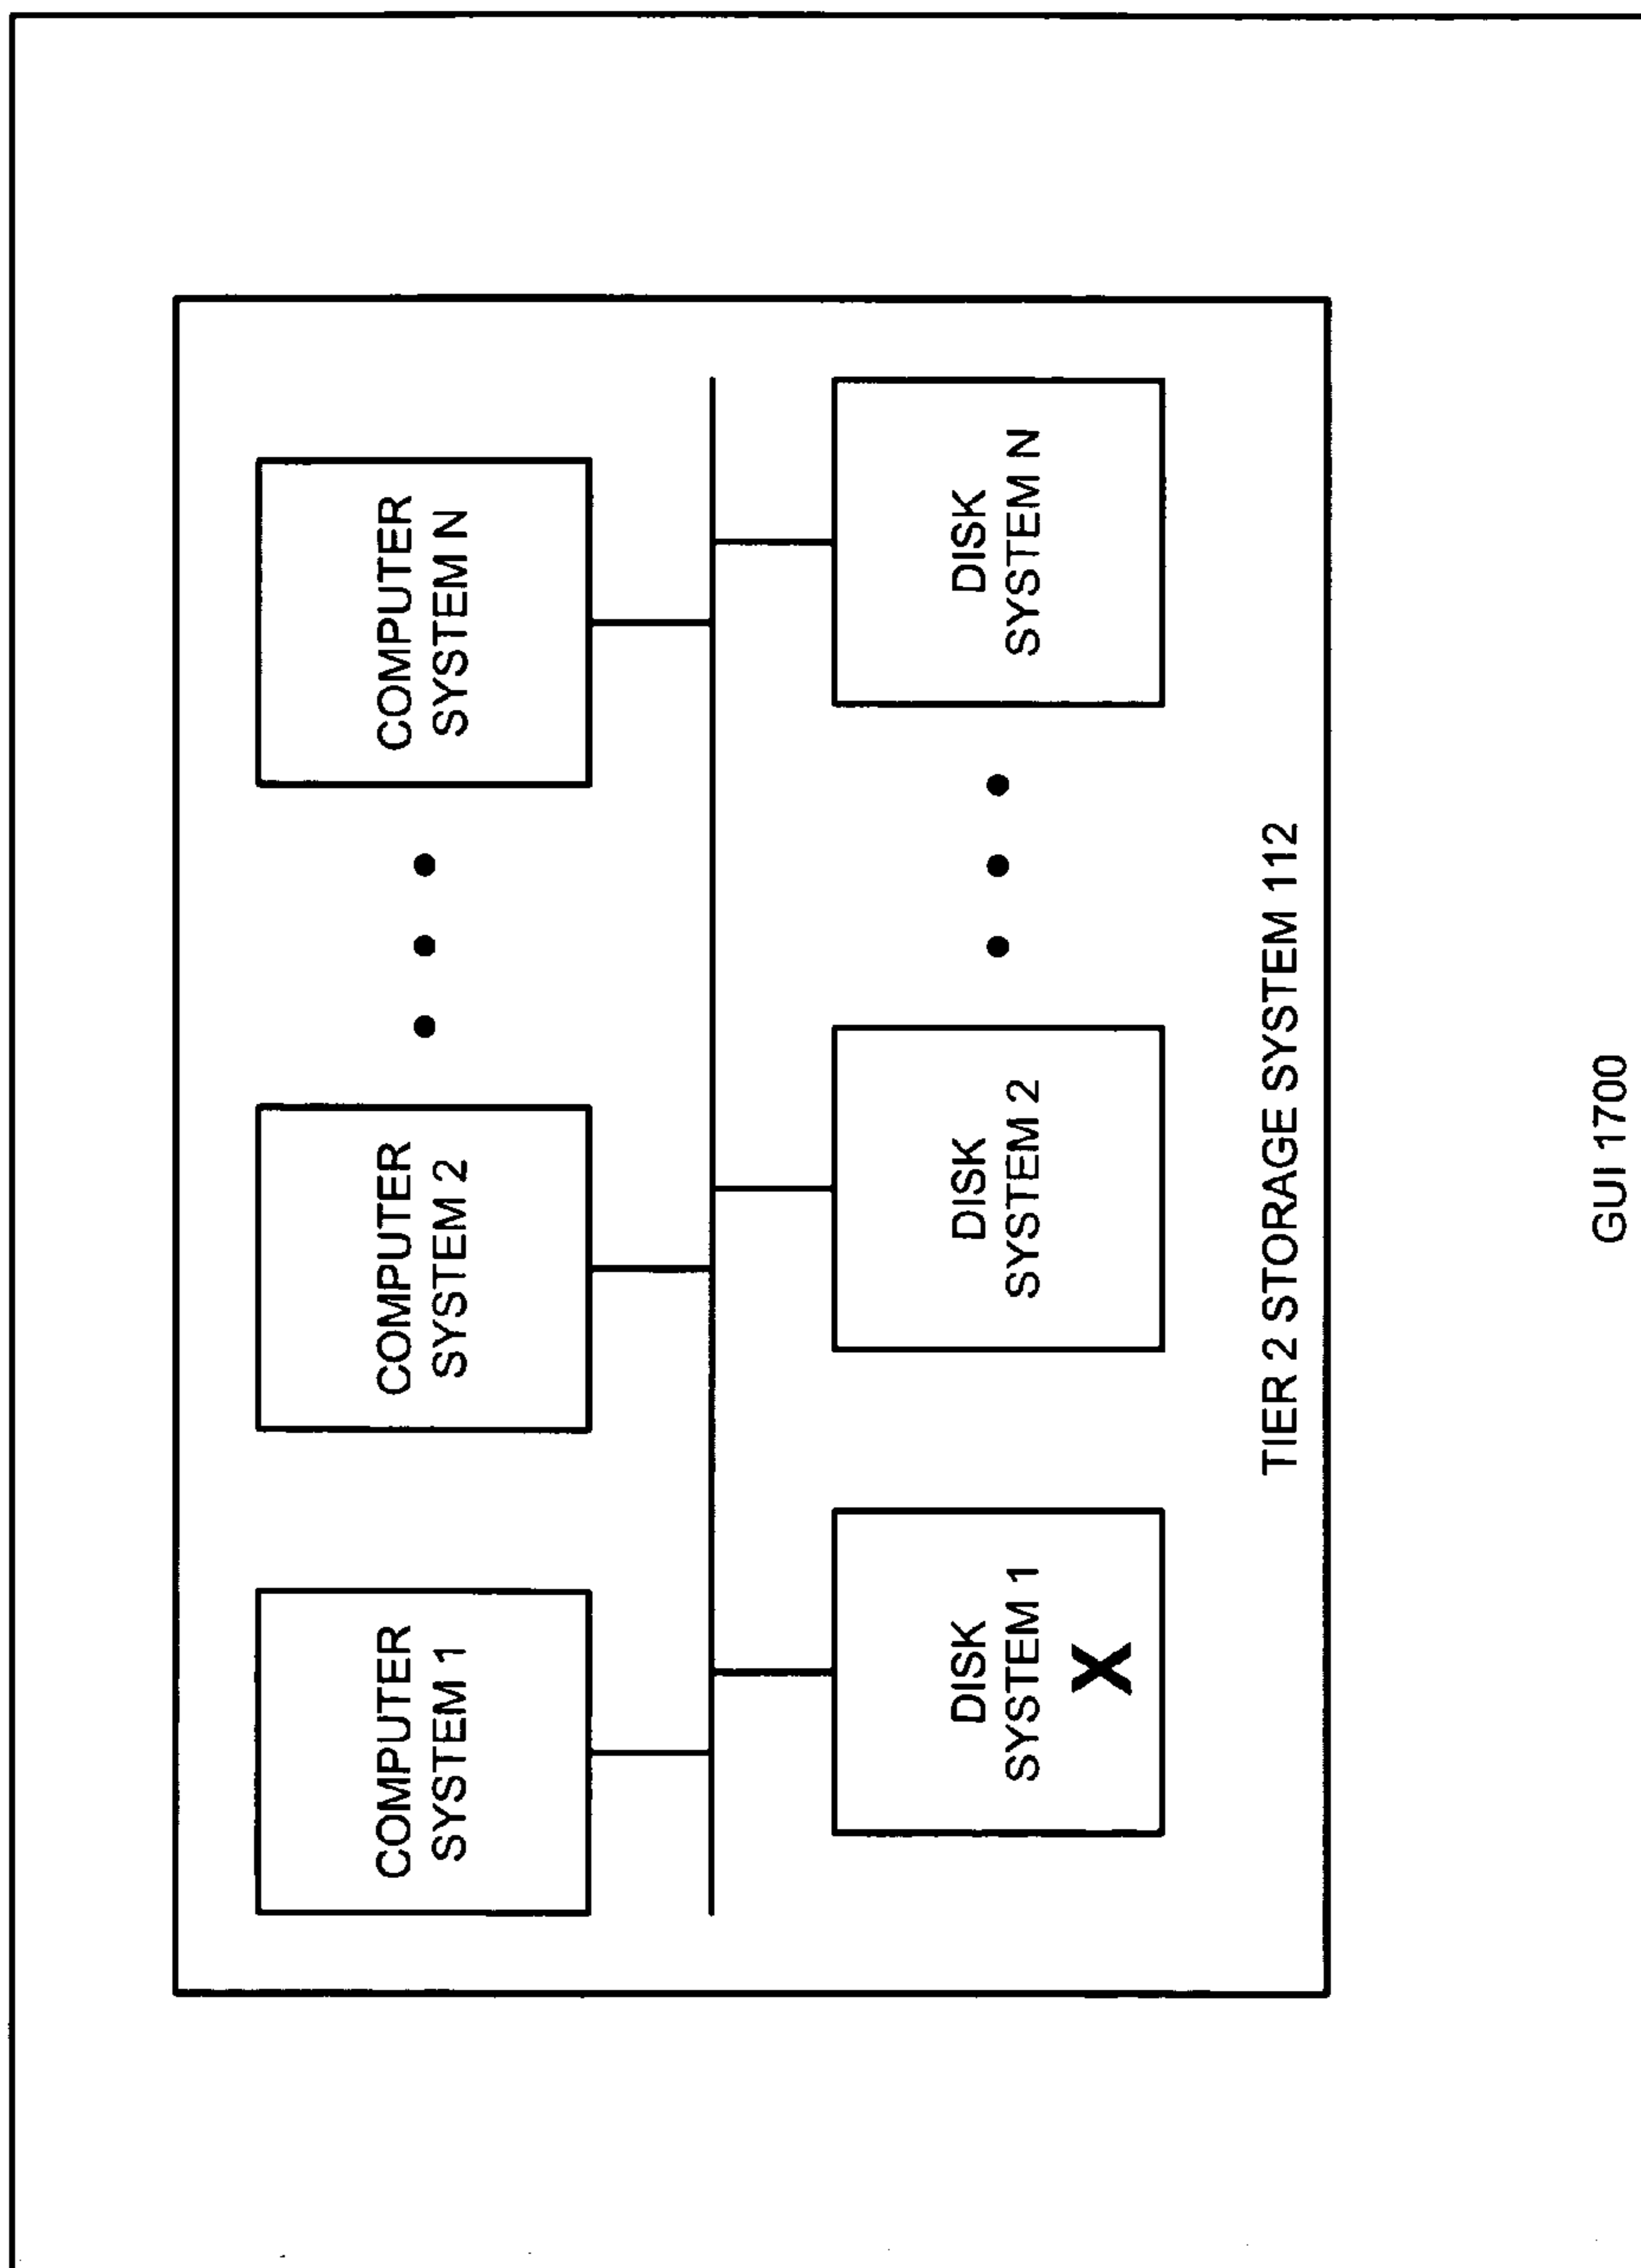 COMPUTER
SYSTEM 1
COMPUTER
SYSTEM 2
COMPUTER
SYSTEM N
DISK
SYSTEM 1
X
DISK
SYSTEM 2
DISK
SYSTEM N
TIER 2 STORAGE SYSTEM 112
GUI 1700